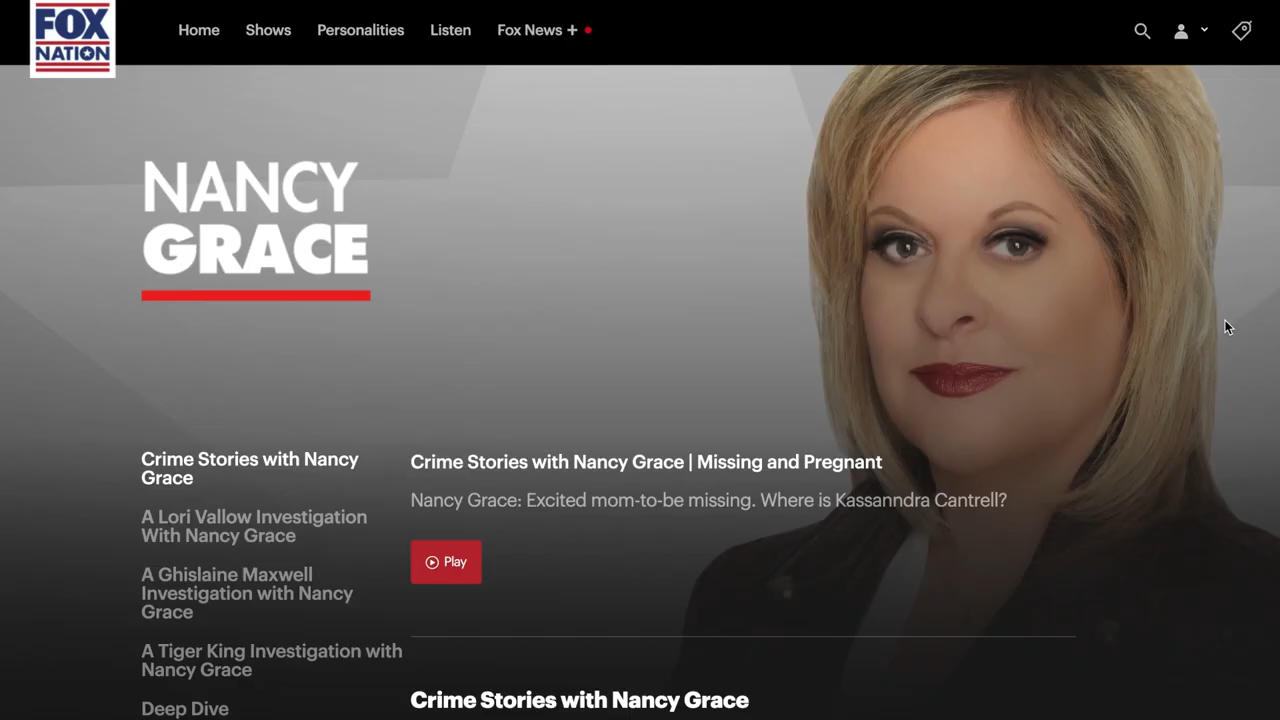 FOX
NATION
Home Shows Personalities Listen Fox News +
NANCY
GRACE
Crime Stories with Nancy
Grace
A Lori Vallow Investigation
With Nancy Grace
A Ghislaine Maxwell
Investigation with Nancy
Grace
A Tiger King Investigation with
Nancy Grace
Deep Dive
Crime Stories with Nancy Grace | Missing and Pregnant
Nancy Grace: Excited mom-to-be missing. Where is Kassanndra Cantrell?
Play
Crime Stories with Nancy Grace